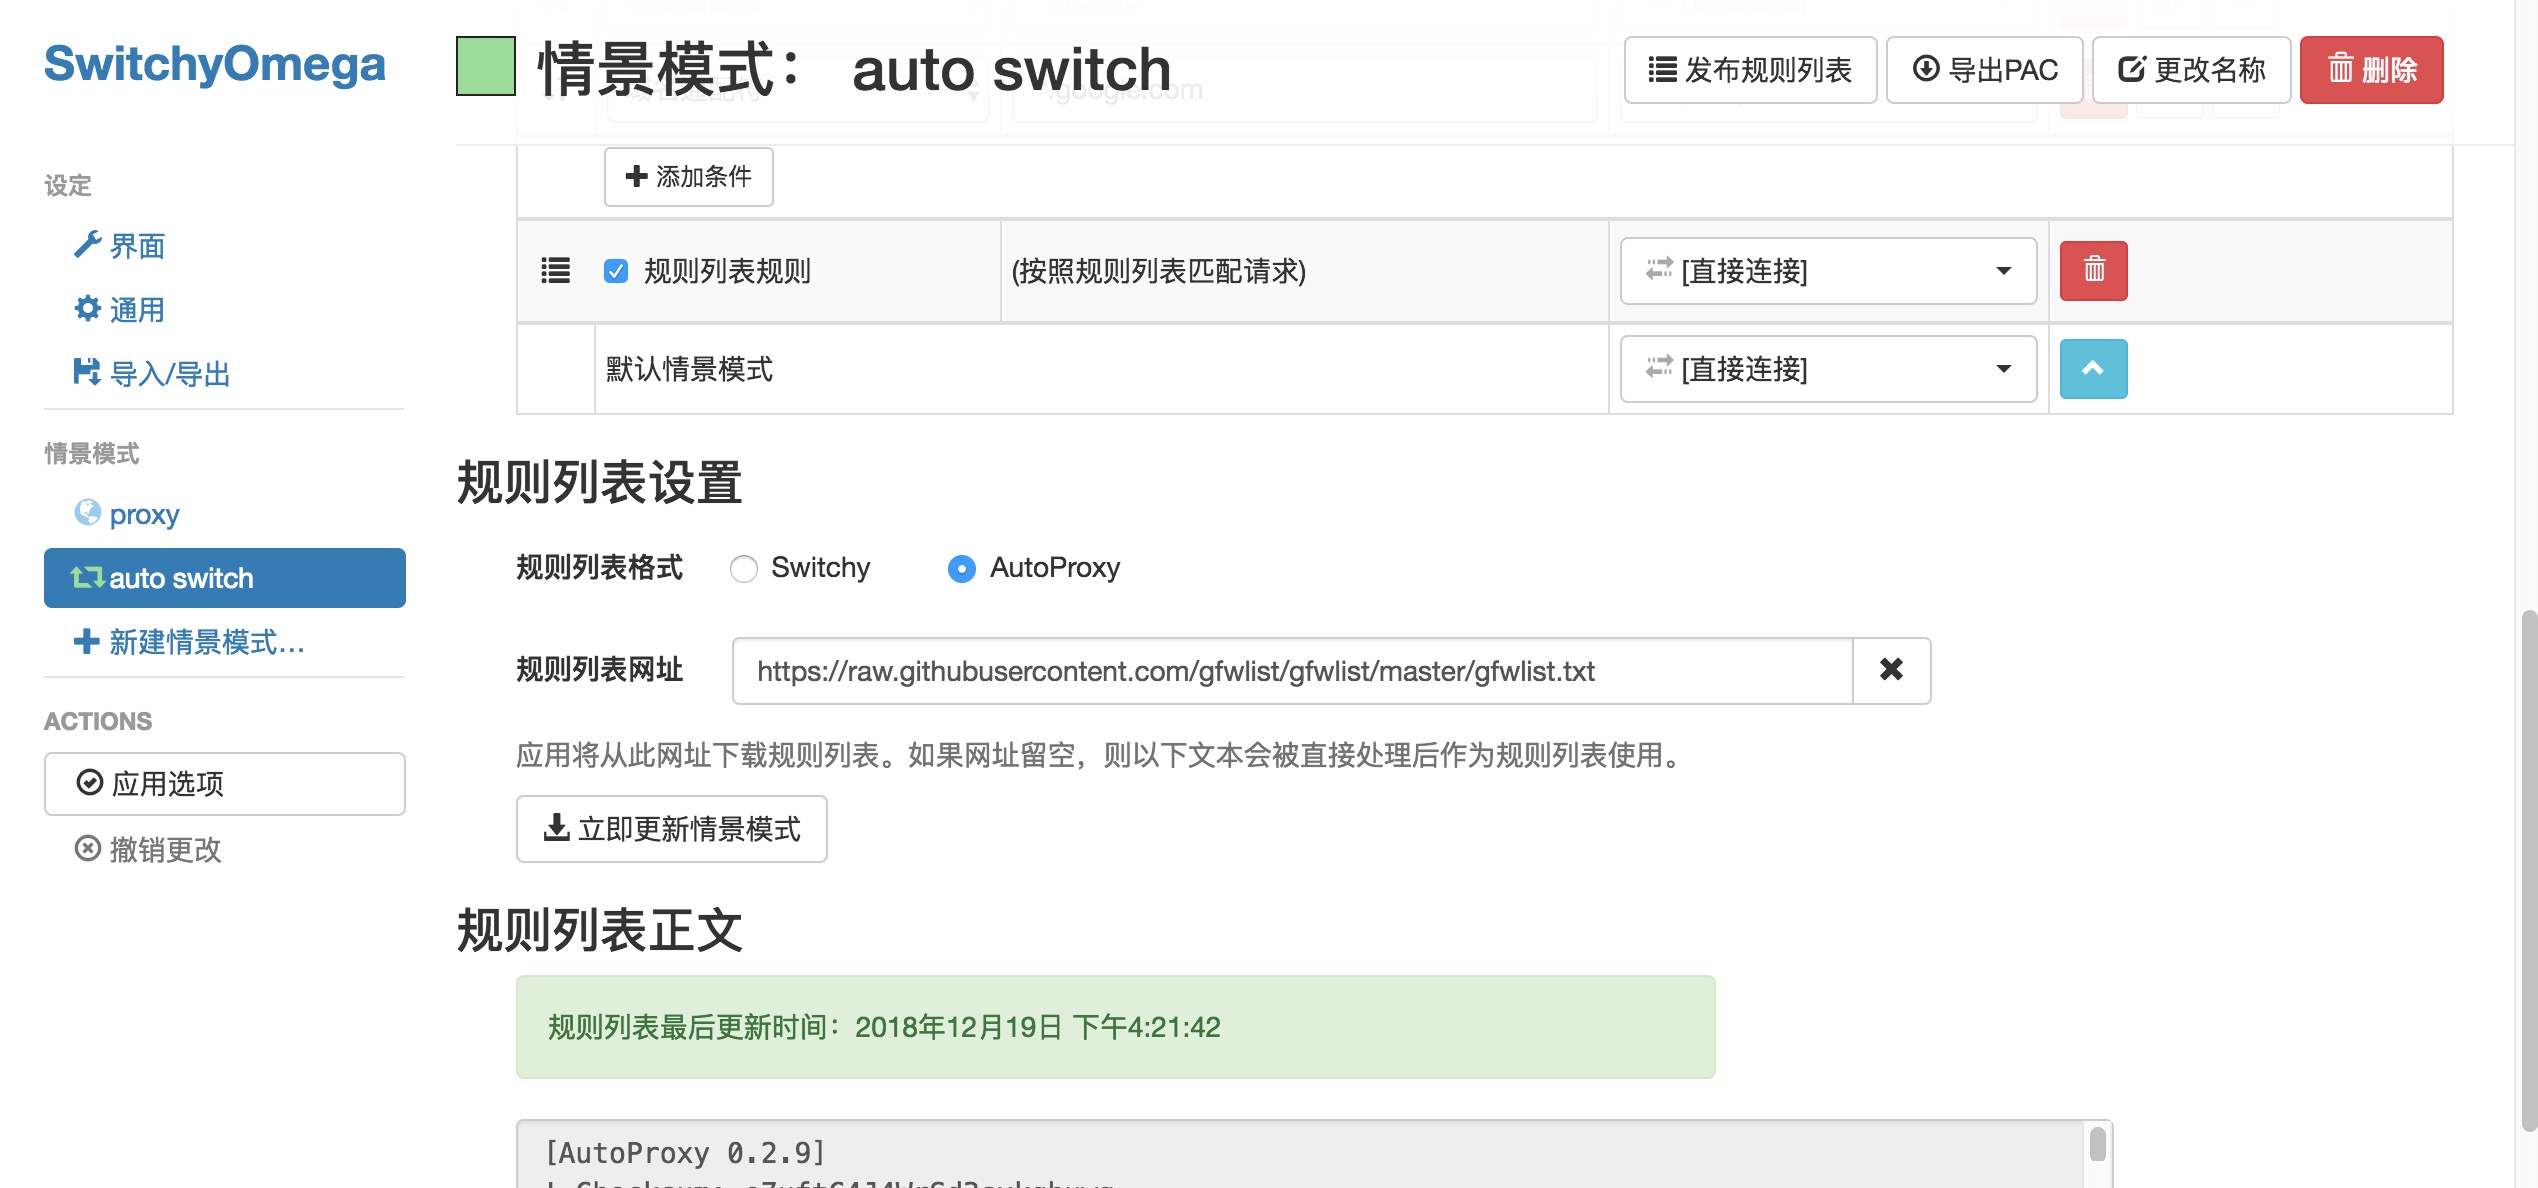 SwitchyOmega
设定
界面
通用
导入/导出
情景模式
proxy
auto switch
新建情景模式...
ACTIONS
应用选项
撤销更改
情景模式： auto switch
发布规则列表
导出PAC
更改名称
删除
.google.com
添加条件
规则列表规则
(按照规则列表匹配请求)
[直接连接]
默认情景模式
[直接连接]
规则列表设置
规则列表格式
Switchy
AutoProxy
规则列表网址
https://raw.githubusercontent.com/gfwlist/gfwlist/master/gfwlist.txt
应用将从此网址下载规则列表。如果网址留空，则以下文本会被直接处理后作为规则列表使用。
立即更新情景模式
规则列表正文
规则列表最后更新时间：2018年12月19日 下午4:21:42
[AutoProxy 0.2.9]